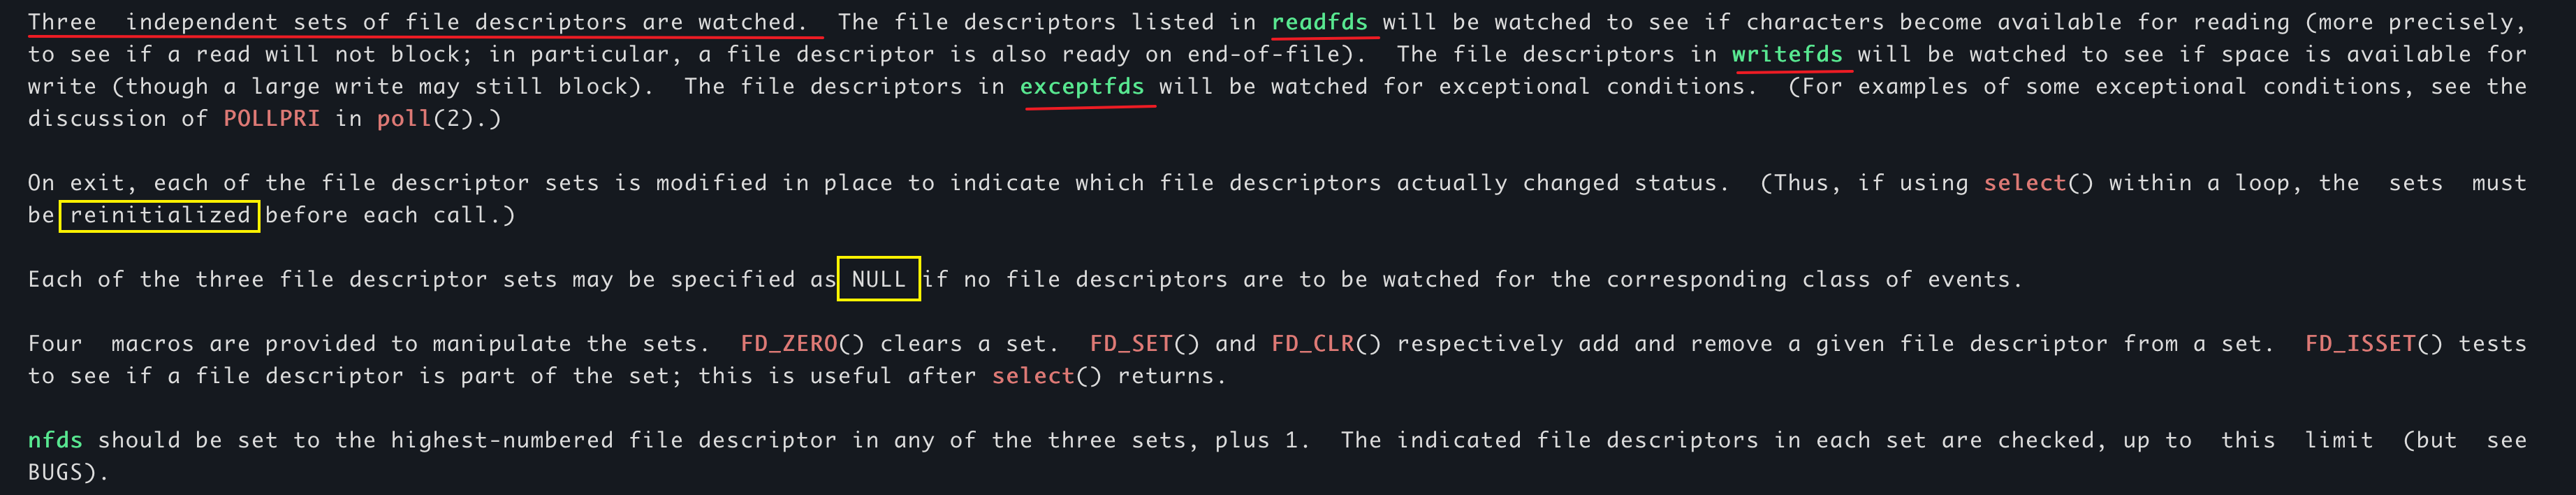 Three  independent sets of file descriptors are watched.  The file descriptors listed in readfds will be watched to see if characters become available for reading (more precisely,
to see if a read will not block; in particular, a file descriptor is also ready on end-of-file).  The file descriptors in writefds will be watched to see if space is available for
write (though a large write may still block).  The file descriptors in exceptfds will be watched for exceptional conditions.  (For examples of some exceptional conditions, see the
discussion of POLLPRI in poll(2).)
On exit, each of the file descriptor sets is modified in place to indicate which file descriptors actually changed status.  (Thus, if using select() within a loop, the  sets  must
be reinitialized before each call.)
Each of the three file descriptor sets may be specified as NULL if no file descriptors are to be watched for the corresponding class of events.
Four  macros are provided to manipulate the sets.  FD_ZERO() clears a set.  FD_SET() and FD_CLR() respectively add and remove a given file descriptor from a set.  FD_ISSET() tests
to see if a file descriptor is part of the set; this is useful after select() returns.
nfds should be set to the highest-numbered file descriptor in any of the three sets, plus 1.  The indicated file descriptors in each set are checked, up to  this  limit  (but  see
BUGS).